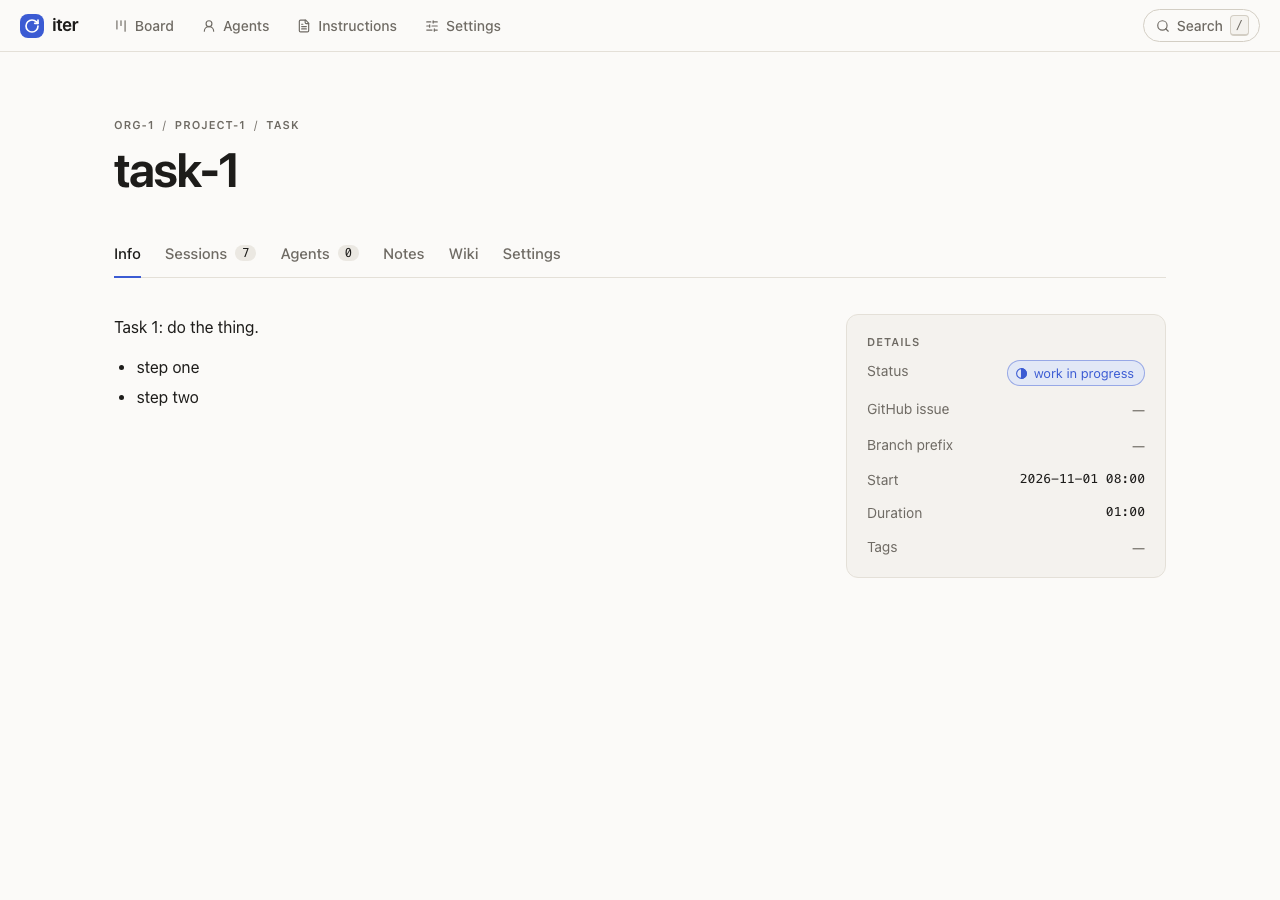 iter Board Agents Instructions Settings Search /
ORG-1 / PROJECT-1 / TASK
task-1
Info Sessions 7 Agents 0 Notes Wiki Settings
Task 1: do the thing.
• step one
• step two
DETAILS
Status work in progress
GitHub issue —
Branch prefix —
Start 2026-11-01 08:00
Duration 01:00
Tags —